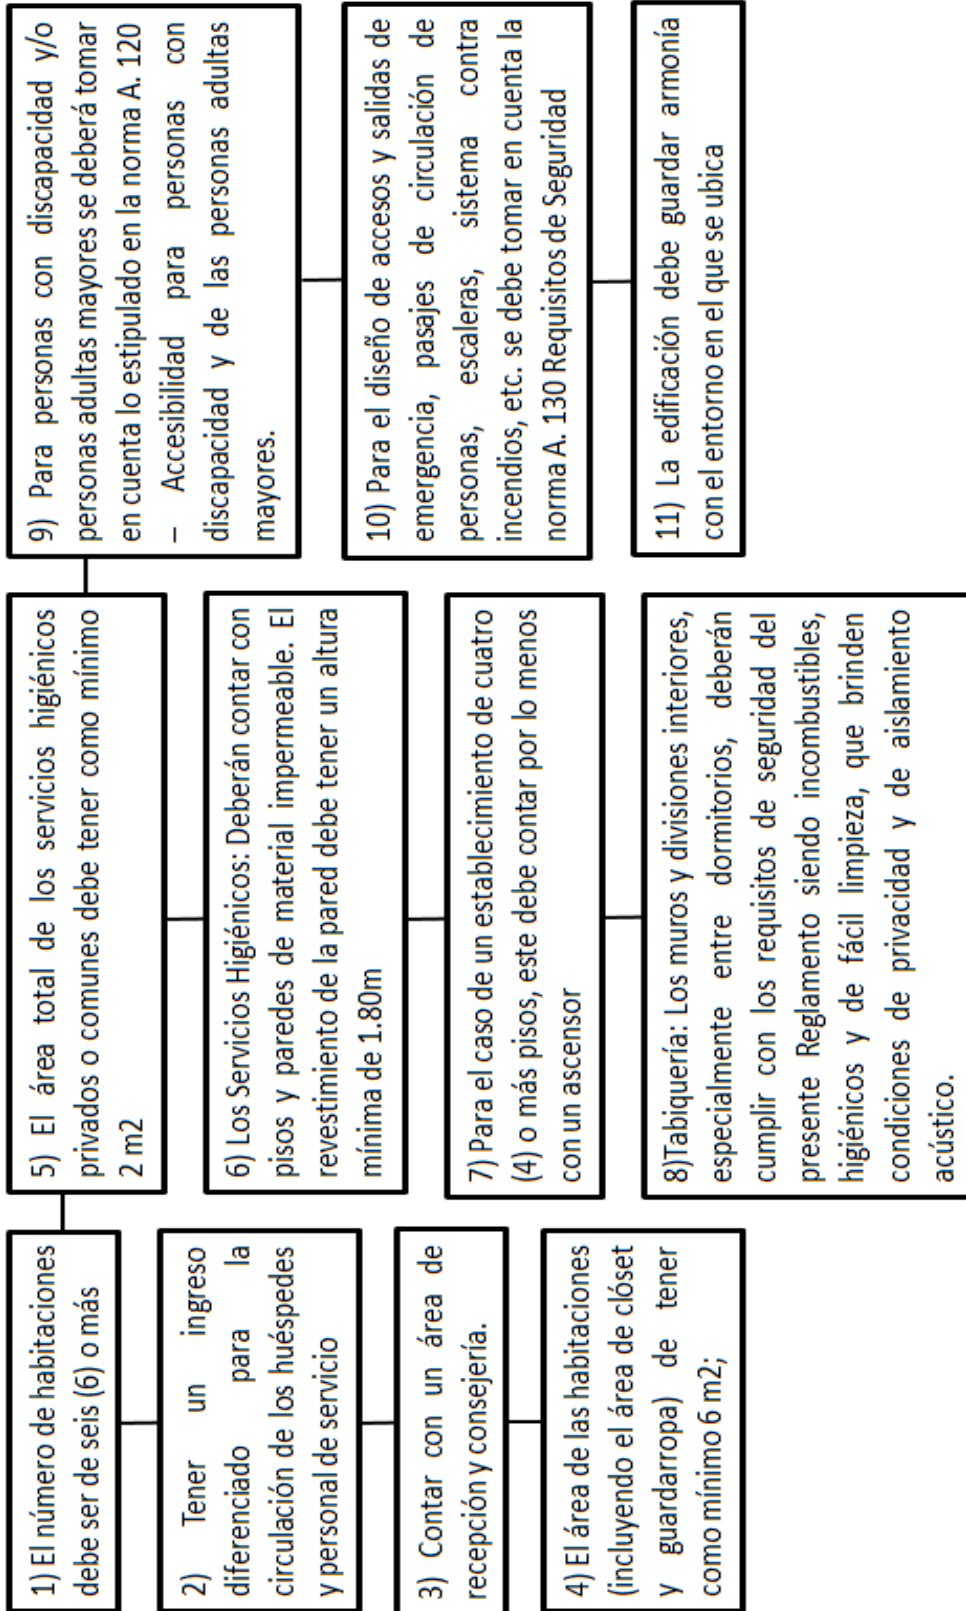 1) El número de habitaciones
debe ser de seis (6) o más
2) Tener un ingreso
diferenciado para la
circulación de los huéspedes
y personal de servicio
3) Contar con un área de
recepción y consejería.
4) El área de las habitaciones
(incluyendo el área de clóset
y guardarropa) de tener
como mínimo 6 m2;
5) El área total de los servicios higiénicos
privados o comunes debe tener como mínimo
2 m2
6) Los Servicios Higiénicos: Deberán contar con
pisos y paredes de material impermeable. El
revestimiento de la pared debe tener un altura
mínima de 1.80m
7) Para el caso de un establecimiento de cuatro
(4) o más pisos, este debe contar por lo menos
con un ascensor
8)Tabiquería: Los muros y divisiones interiores,
especialmente entre dormitorios, deberán
cumplir con los requisitos de seguridad del
presente Reglamento siendo incombustibles,
higiénicos y de fácil limpieza, que brinden
condiciones de privacidad y de aislamiento
acústico.
9) Para personas con discapacidad y/o
personas adultas mayores se deberá tomar
en cuenta lo estipulado en la norma A. 120
– Accesibilidad para personas con
discapacidad y de las personas adultas
mayores.
10) Para el diseño de accesos y salidas de
emergencia, pasajes de circulación de
personas, escaleras, sistema contra
incendios, etc. se debe tomar en cuenta la
norma A. 130 Requisitos de Seguridad
11) La edificación debe guardar armonía
con el entorno en el que se ubica